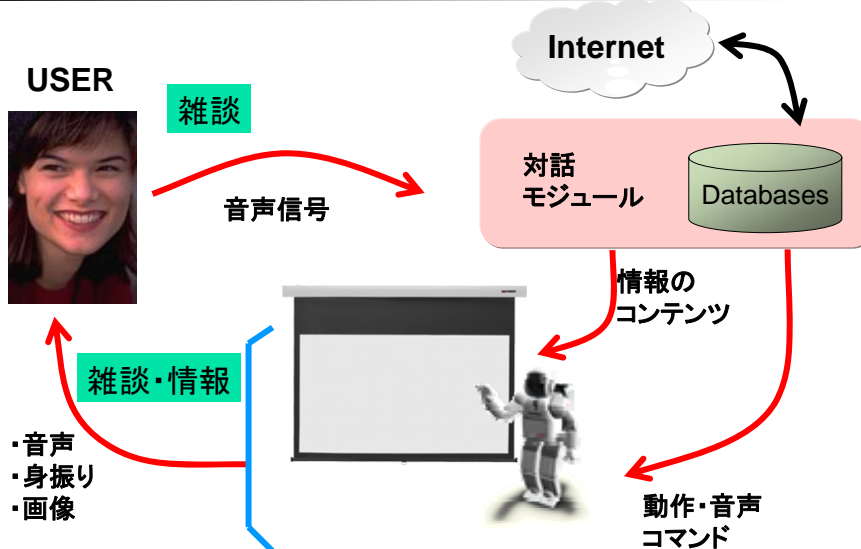 Internet
USER
雑談
対話
モジュール
Databases
音声信号
情報の
コンテンツ
雑談・情報
・音声
・身振り
・画像
動作・音声
コマンド